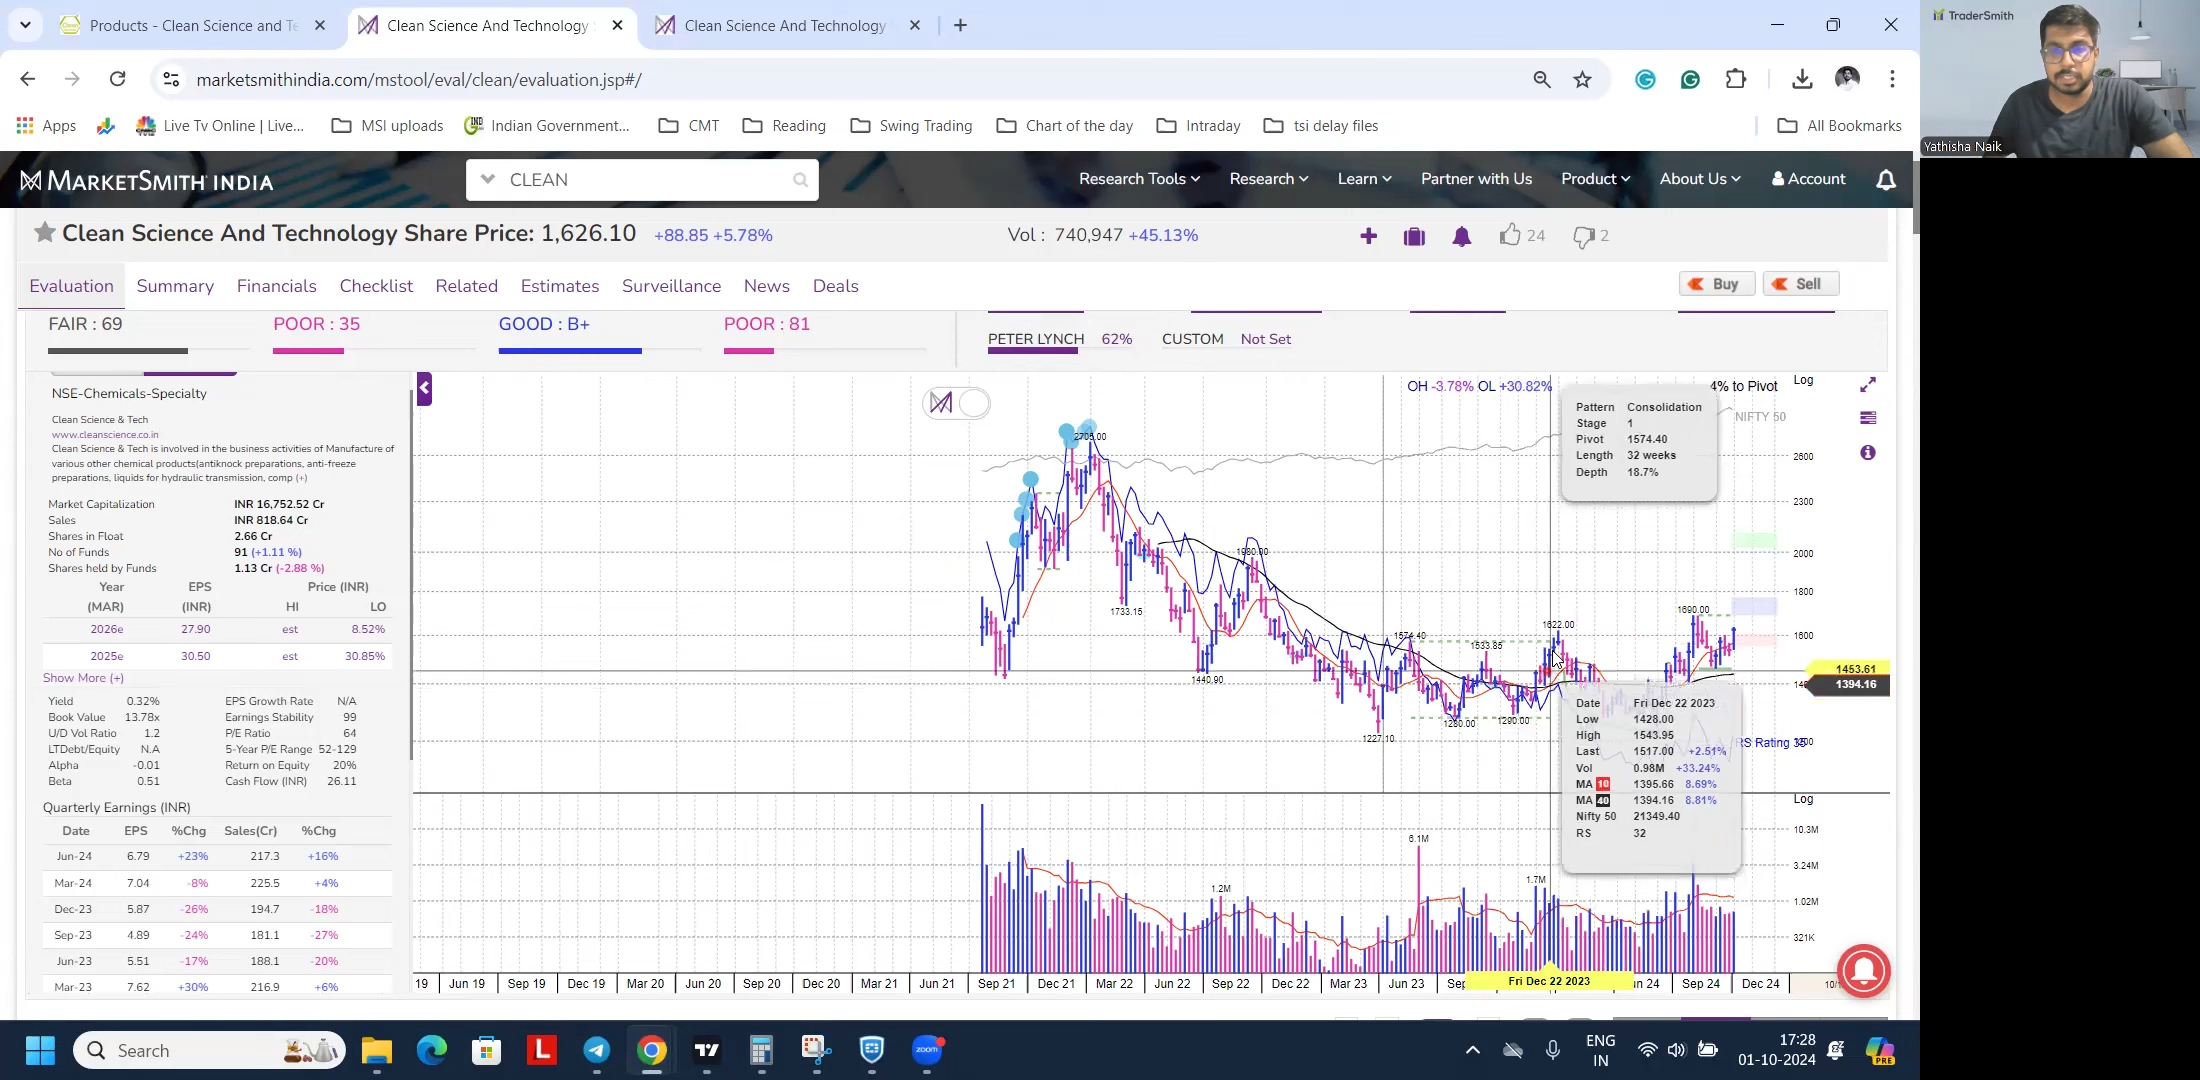 Products - Clean Science and Te
Clean Science And Technology
Clean Science And Technology
marketsmithindia.com/mstool/eval/clean/evaluation.jsp#/
Apps
Live Tv Online | Live...
MSI uploads
Indian Government...
CMT
Reading
Swing Trading
Chart of the day
Intraday
tsi delay files
All Bookmarks
TraderSmith
Yathisha Naik
MARKETSMITH INDIA
CLEAN
Research Tools
Research
Learn
Partner with Us
Product
About Us
Account
Clean Science And Technology Share Price: 1,626.10 +88.85 +5.78%
Vol : 740,947 +45.13%
24
2
Evaluation Summary Financials Checklist Related Estimates Surveillance News Deals
Buy Sell
FAIR : 69 POOR : 35 GOOD : B+ POOR : 81
PETER LYNCH 62% CUSTOM Not Set
NSE-Chemicals-Specialty
Clean Science & Tech
www.cleanscience.co.in
Clean Science & Tech is involved in the business activities of Manufacture of
various other chemical products(antiknock preparations, anti-freeze
preparations, liquids for hydraulic transmission, comp (+)
Market Capitalization INR 16,752.52 Cr
Sales INR 818.64 Cr
Shares in Float 2.66 Cr
No of Funds 91 (+1.11 %)
Shares held by Funds 1.13 Cr (-2.88 %)
Year EPS Price (INR)
(MAR) (INR) HI LO
2026e 27.90 est 8.52%
2025e 30.50 est 30.85%
Show More (+)
Yield 0.32% EPS Growth Rate N/A
Book Value 13.78x Earnings Stability 99
U/D Vol Ratio 1.2 P/E Ratio 64
LTDebt/Equity N.A 5-Year P/E Range 52-129
Alpha -0.01 Return on Equity 20%
Beta 0.51 Cash Flow (INR) 26.11
Quarterly Earnings (INR)
Date EPS %Chg Sales(Cr) %Chg
Jun-24 6.79 +23% 217.3 +16%
Mar-24 7.04 -8% 225.5 +4%
Dec-23 5.87 -26% 194.7 -18%
Sep-23 4.89 -24% 181.1 -27%
Jun-23 5.51 -17% 188.1 -20%
Mar-23 7.62 +30% 216.9 +6%
OH -3.78% OL +30.82%
4% to Pivot
Log
NIFTY 50
Pattern Consolidation
Stage 1
Pivot 1574.40
Length 32 weeks
Depth 18.7%
2705.00
1733.15
1440.90
1980.00
1227.10
1574.40
1280.00
1533.85
1290.00
1622.00
1690.00
2600
2300
2000
1800
1600
1453.61
1394.16
RS Rating 35
Date Fri Dec 22 2023
Low 1428.00
High 1543.95
Last 1517.00 +2.51%
Vol 0.98M +33.24%
MA 10 1395.66 8.69%
MA 40 1394.16 8.81%
Nifty 50 21349.40
RS 32
Log
10.3M
3.24M
1.02M
321K
1.2M
6.1M
1.7M
19 Jun 19 Sep 19 Dec 19 Mar 20 Jun 20 Sep 20 Dec 20 Mar 21 Jun 21 Sep 21 Dec 21 Mar 22 Jun 22 Sep 22 Dec 22 Mar 23 Jun 23 Sep Fri Dec 22 2023 un 24 Sep 24 Dec 24 10/
Search
zoom
PRE
ENG
IN
17:28
01-10-2024